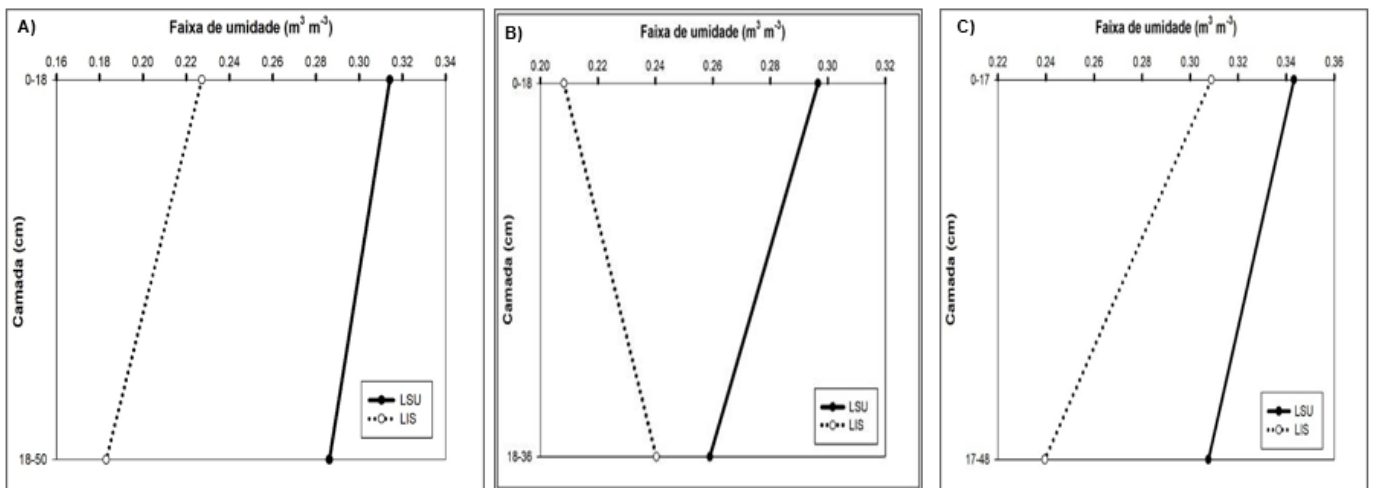 A)
Faixa de umidade (m³ m⁻³)
0.16 0.18 0.20 0.22 0.24 0.26 0.28 0.30 0.32 0.34
0-18
Camada (cm)
LSU
LIS
18-50
B)
Faixa de umidade (m³ m⁻³)
0.20 0.22 0.24 0.26 0.28 0.30 0.32
0-18
Camada (cm)
LSU
LIS
18-36
C)
Faixa de umidade (m³ m⁻³)
0.22 0.24 0.26 0.28 0.30 0.32 0.34 0.36
0-17
Camada (cm)
LSU
LIS
17-48